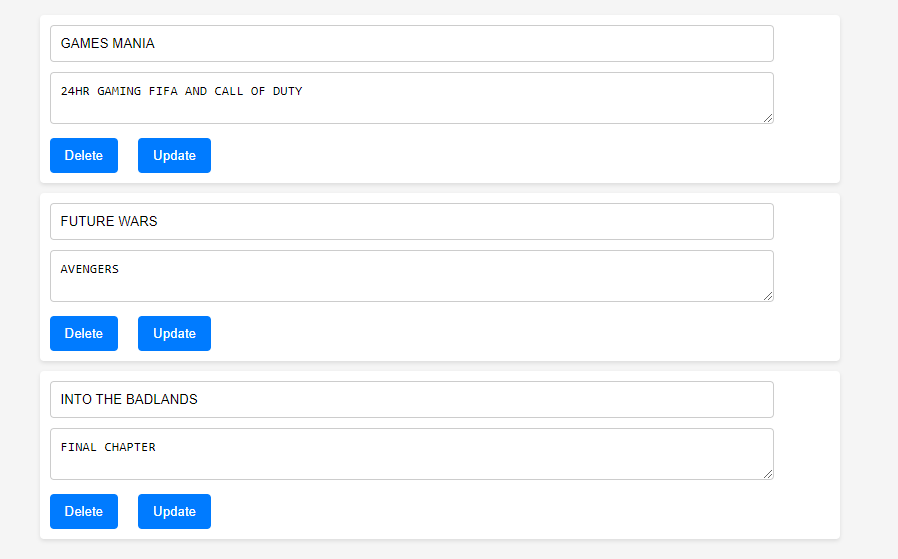 GAMES MANIA
24HR GAMING FIFA AND CALL OF DUTY
Delete Update
FUTURE WARS
AVENGERS
Delete Update
INTO THE BADLANDS
FINAL CHAPTER
Delete Update